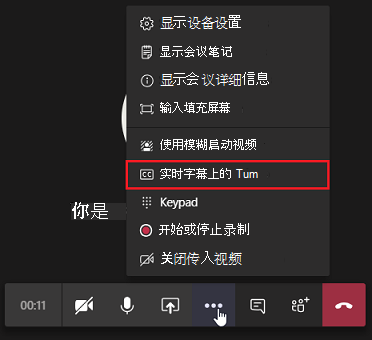 显示设备设置
显示会议笔记
显示会议详细信息
输入填充屏幕
使用模糊启动视频
CC 实时字幕上的 Tum
Keypad
你是
开始或停止录制
关闭传入视频
00:11